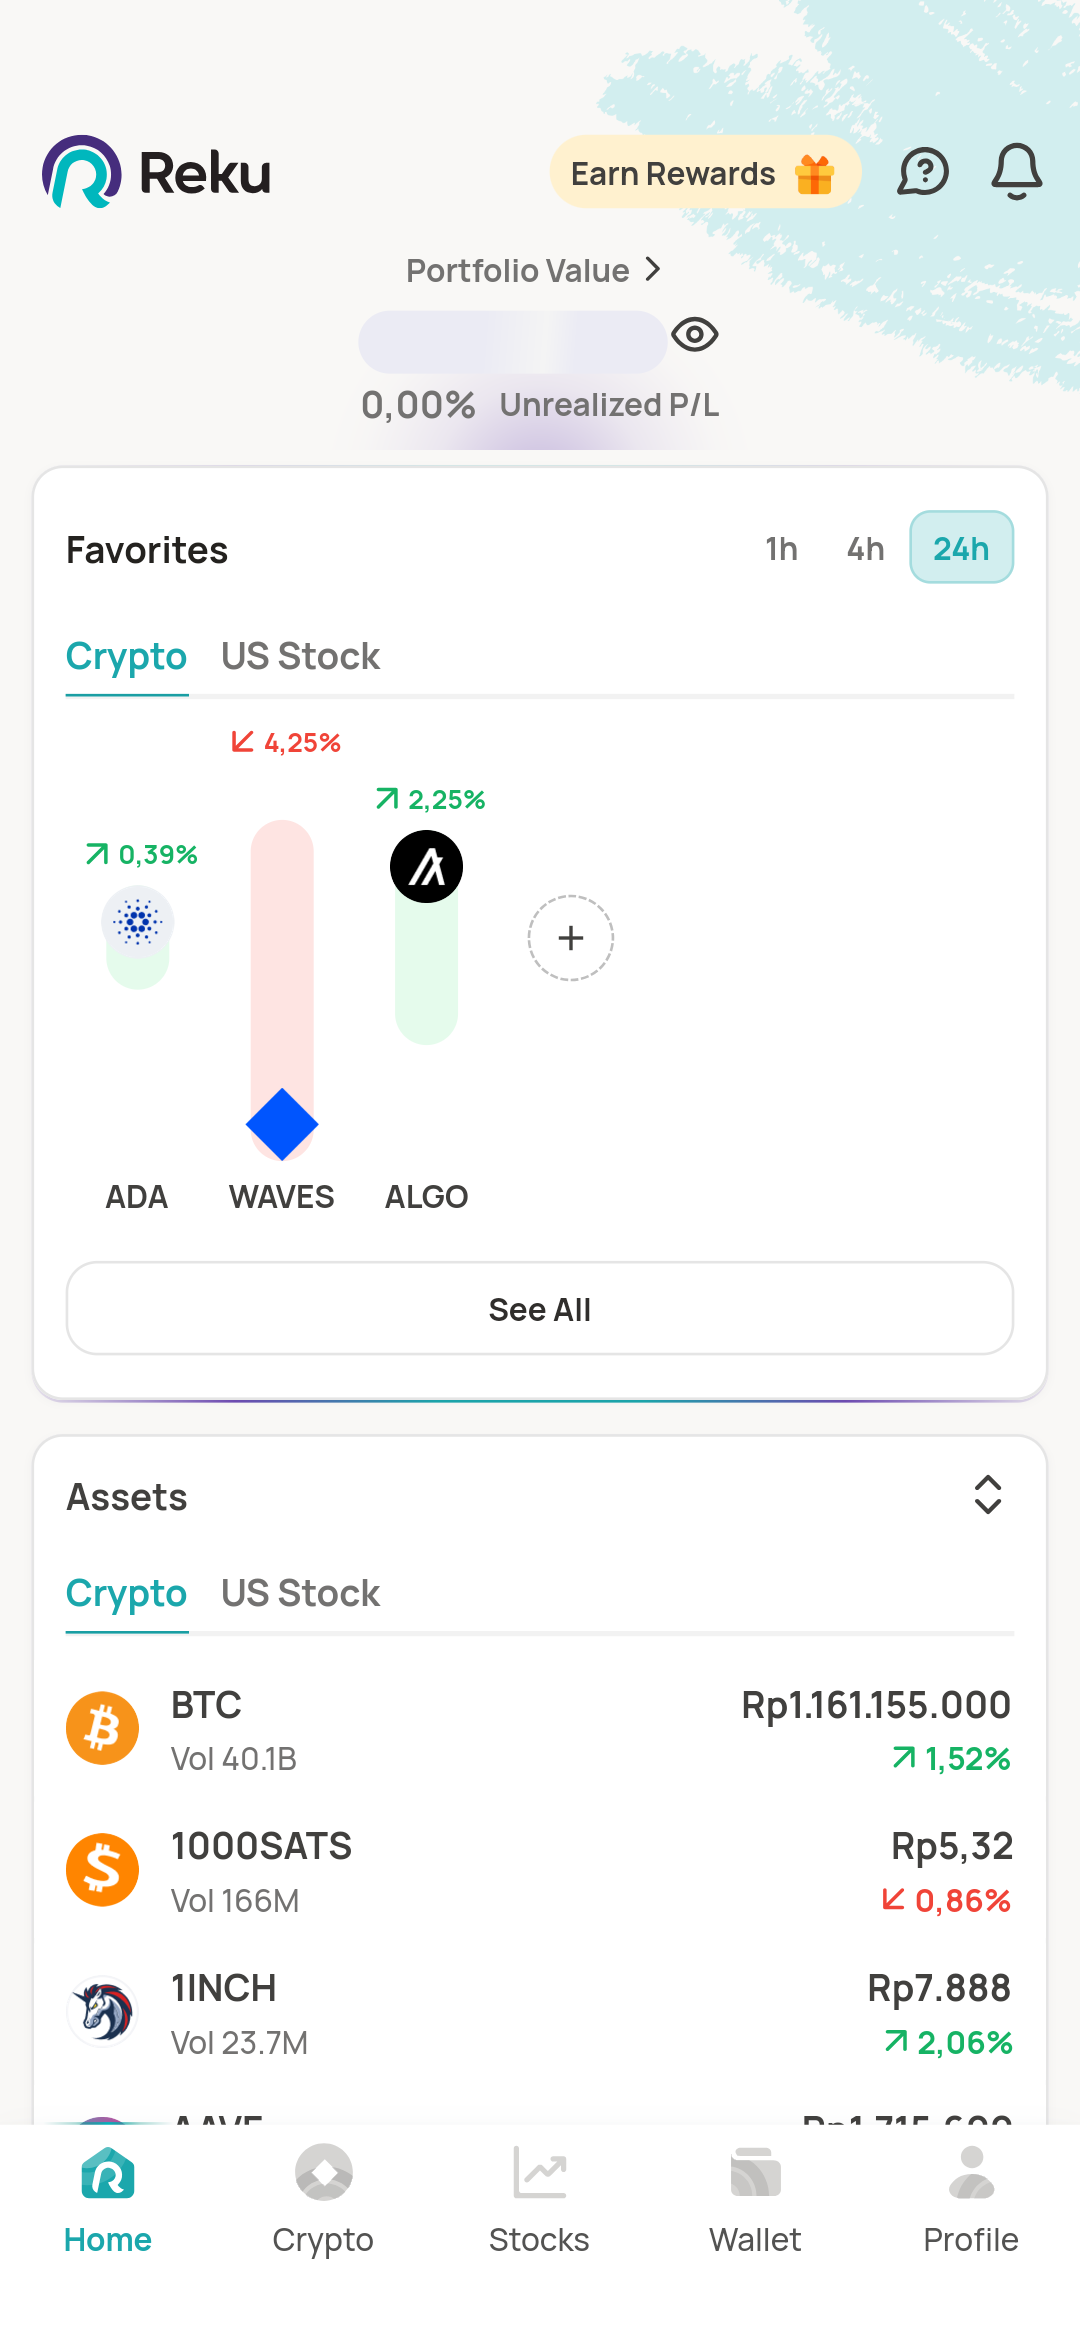 Reku
Earn Rewards
Portfolio Value
0,00% Unrealized P/L
Favorites
1h 4h 24h
Crypto US Stock
4,25%
2,25%
0,39%
ADA WAVES ALGO
See All
Assets
Crypto US Stock
BTC Rp1.161.155.000
Vol 40.1B 1,52%
1000SATS Rp5,32
Vol 166M 0,86%
1INCH Rp7.888
Vol 23.7M 2,06%
Home Crypto Stocks Wallet Profile